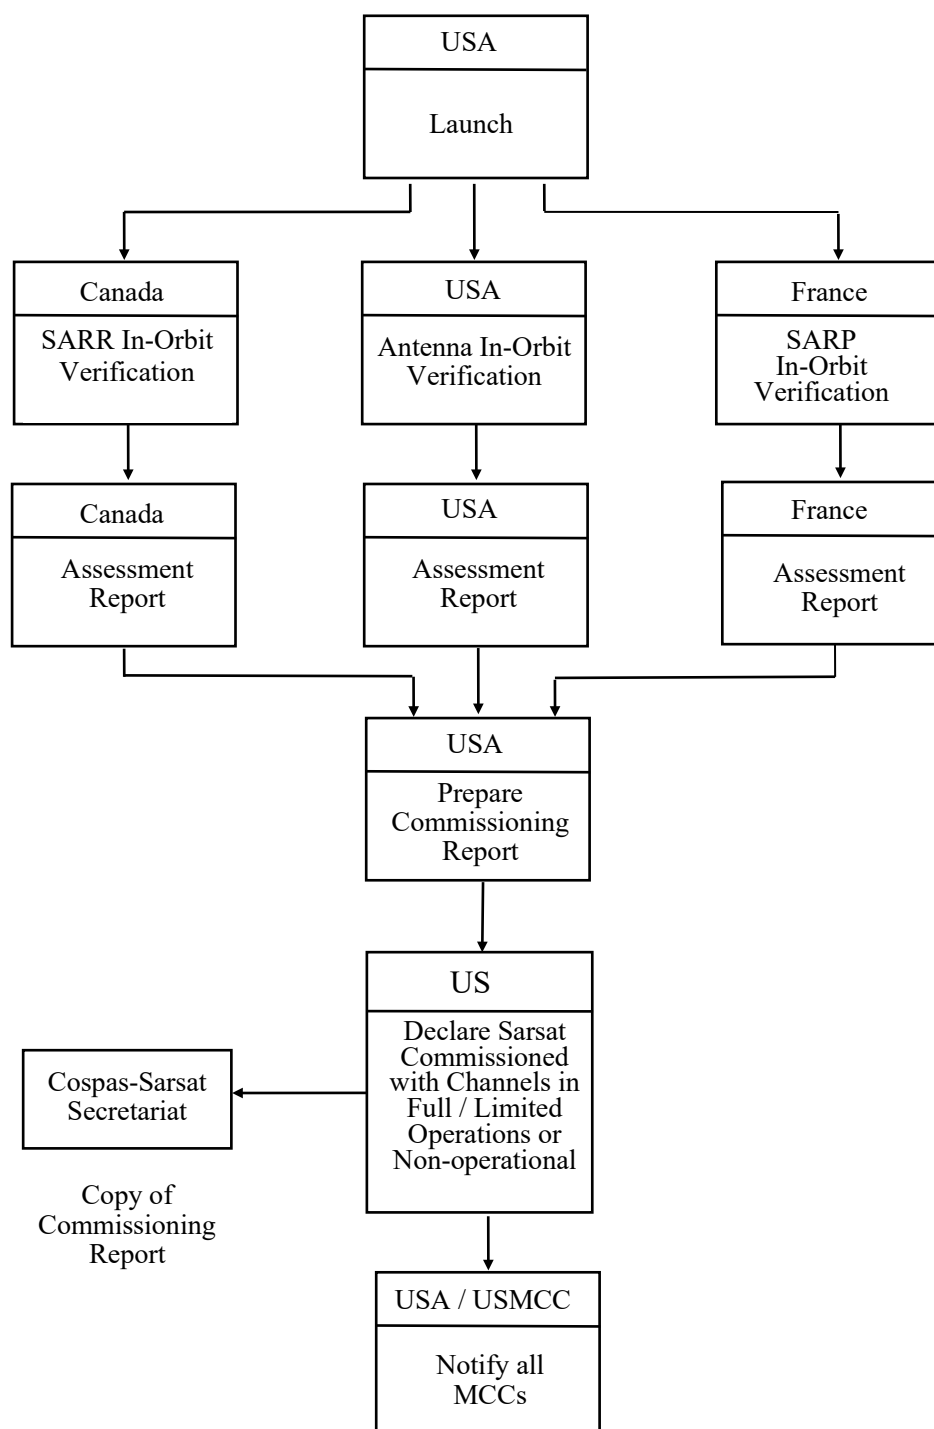 USA
Launch
Canada
SARR In-Orbit
Verification
USA
Antenna In-Orbit
Verification
France
SARP
In-Orbit
Verification
Canada
Assessment
Report
USA
Assessment
Report
France
Assessment
Report
USA
Prepare
Commissioning
Report
US
Declare Sarsat
Commissioned
with Channels in
Full / Limited
Operations or
Non-operational
Cospas-Sarsat
Secretariat
Copy of
Commissioning
Report
USA / USMCC
Notify all
MCCs